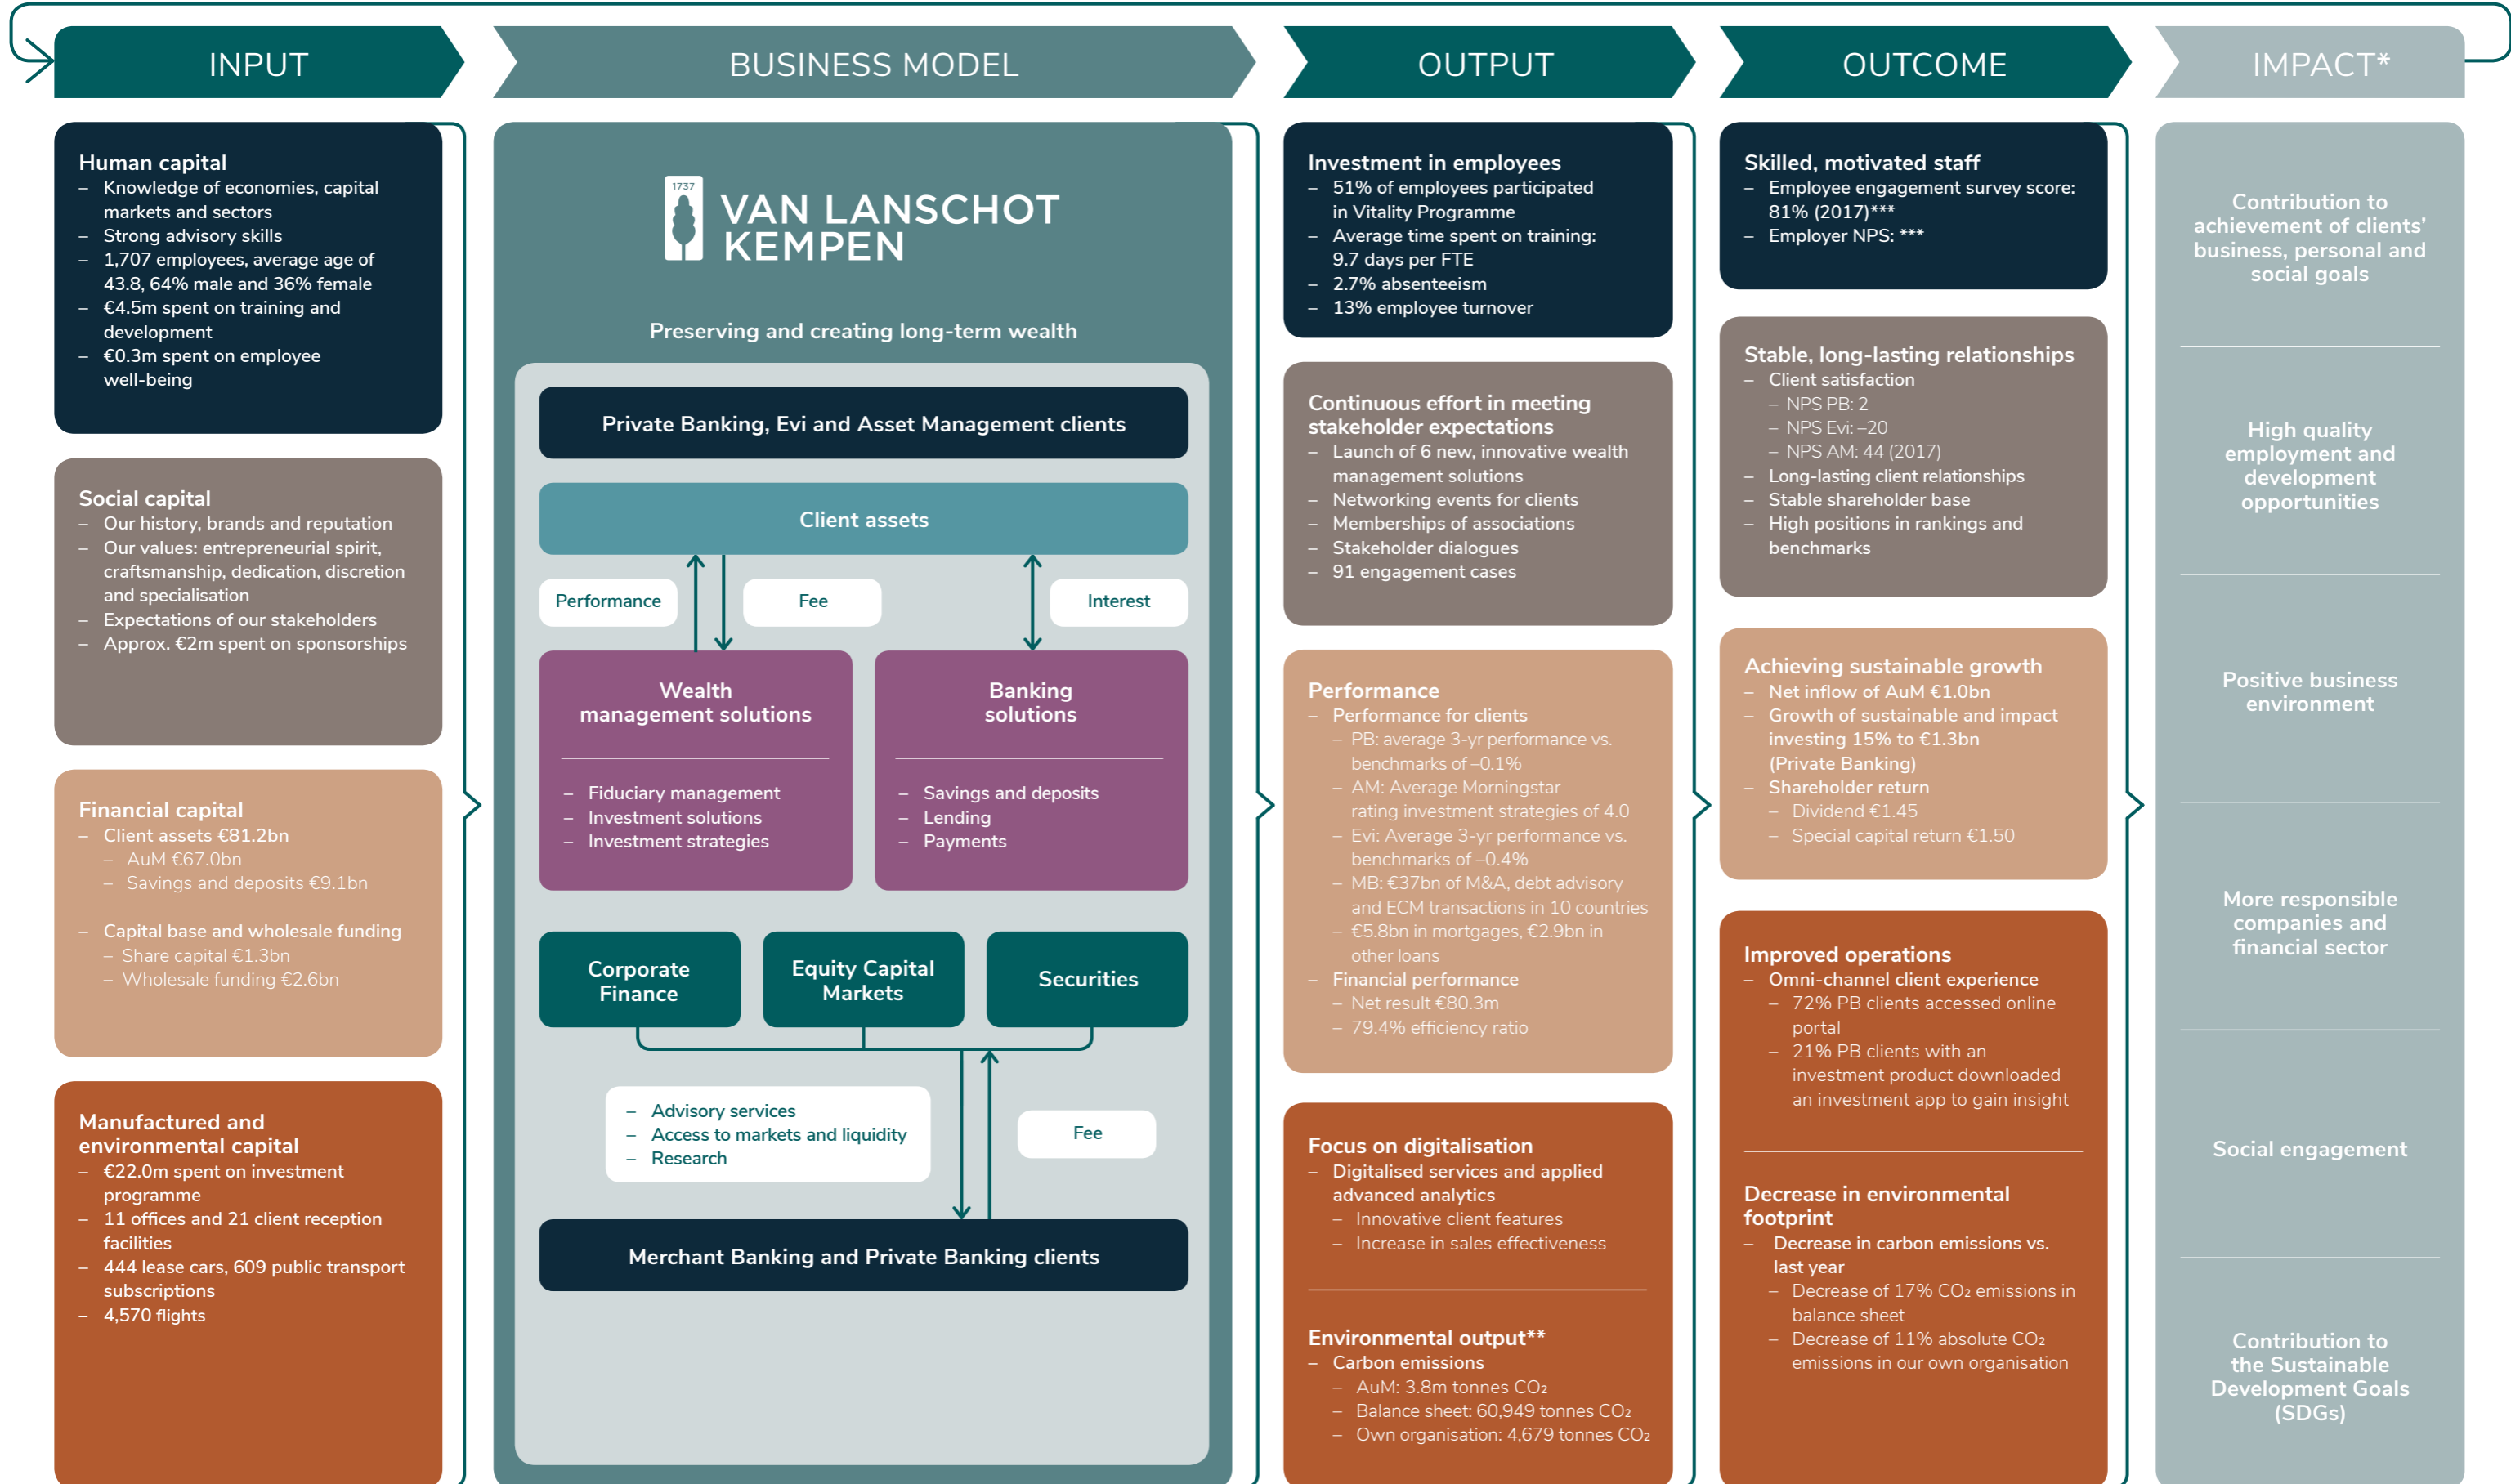 INPUT
BUSINESS MODEL
OUTPUT
OUTCOME
IMPACT*
Human capital
– Knowledge of economies, capital
markets and sectors
– Strong advisory skills
– 1,707 employees, average age of
43.8, 64% male and 36% female
– €4.5m spent on training and
development
– €0.3m spent on employee
well-being
Social capital
– Our history, brands and reputation
– Our values: entrepreneurial spirit,
craftsmanship, dedication, discretion
and specialisation
– Expectations of our stakeholders
– Approx. €2m spent on sponsorships
Financial capital
– Client assets €81.2bn
– AuM €67.0bn
– Savings and deposits €9.1bn
– Capital base and wholesale funding
– Share capital €1.3bn
– Wholesale funding €2.6bn
Manufactured and
environmental capital
– €22.0m spent on investment
programme
– 11 offices and 21 client reception
facilities
– 444 lease cars, 609 public transport
subscriptions
– 4,570 flights
1737
VAN LANSCHOT
KEMPEN
Preserving and creating long-term wealth
Private Banking, Evi and Asset Management clients
Client assets
Performance
Fee
Interest
Wealth
management solutions
– Fiduciary management
– Investment solutions
– Investment strategies
Banking
solutions
– Savings and deposits
– Lending
– Payments
Corporate
Finance
Equity Capital
Markets
Securities
– Advisory services
– Access to markets and liquidity
– Research
Fee
Merchant Banking and Private Banking clients
Investment in employees
– 51% of employees participated
in Vitality Programme
– Average time spent on training:
9.7 days per FTE
– 2.7% absenteeism
– 13% employee turnover
Continuous effort in meeting
stakeholder expectations
– Launch of 6 new, innovative wealth
management solutions
– Networking events for clients
– Memberships of associations
– Stakeholder dialogues
– 91 engagement cases
Performance
– Performance for clients
– PB: average 3-yr performance vs.
benchmarks of –0.1%
– AM: Average Morningstar
rating investment strategies of 4.0
– Evi: Average 3-yr performance vs.
benchmarks of –0.4%
– MB: €37bn of M&A, debt advisory
and ECM transactions in 10 countries
– €5.8bn in mortgages, €2.9bn in
other loans
– Financial performance
– Net result €80.3m
– 79.4% efficiency ratio
Focus on digitalisation
– Digitalised services and applied
advanced analytics
– Innovative client features
– Increase in sales effectiveness
Environmental output**
– Carbon emissions
– AuM: 3.8m tonnes CO₂
– Balance sheet: 60,949 tonnes CO₂
– Own organisation: 4,679 tonnes CO₂
Skilled, motivated staff
– Employee engagement survey score:
81% (2017)***
– Employer NPS: ***
Stable, long-lasting relationships
– Client satisfaction
– NPS PB: 2
– NPS Evi: –20
– NPS AM: 44 (2017)
– Long-lasting client relationships
– Stable shareholder base
– High positions in rankings and
benchmarks
Achieving sustainable growth
– Net inflow of AuM €1.0bn
– Growth of sustainable and impact
investing 15% to €1.3bn
(Private Banking)
– Shareholder return
– Dividend €1.45
– Special capital return €1.50
Improved operations
– Omni-channel client experience
– 72% PB clients accessed online
portal
– 21% PB clients with an
investment product downloaded
an investment app to gain insight
Decrease in environmental
footprint
– Decrease in carbon emissions vs.
last year
– Decrease of 17% CO₂ emissions in
balance sheet
– Decrease of 11% absolute CO₂
emissions in our own organisation
Contribution to
achievement of clients'
business, personal and
social goals
High quality
employment and
development
opportunities
Positive business
environment
More responsible
companies and
financial sector
Social engagement
Contribution to
the Sustainable
Development Goals
(SDGs)